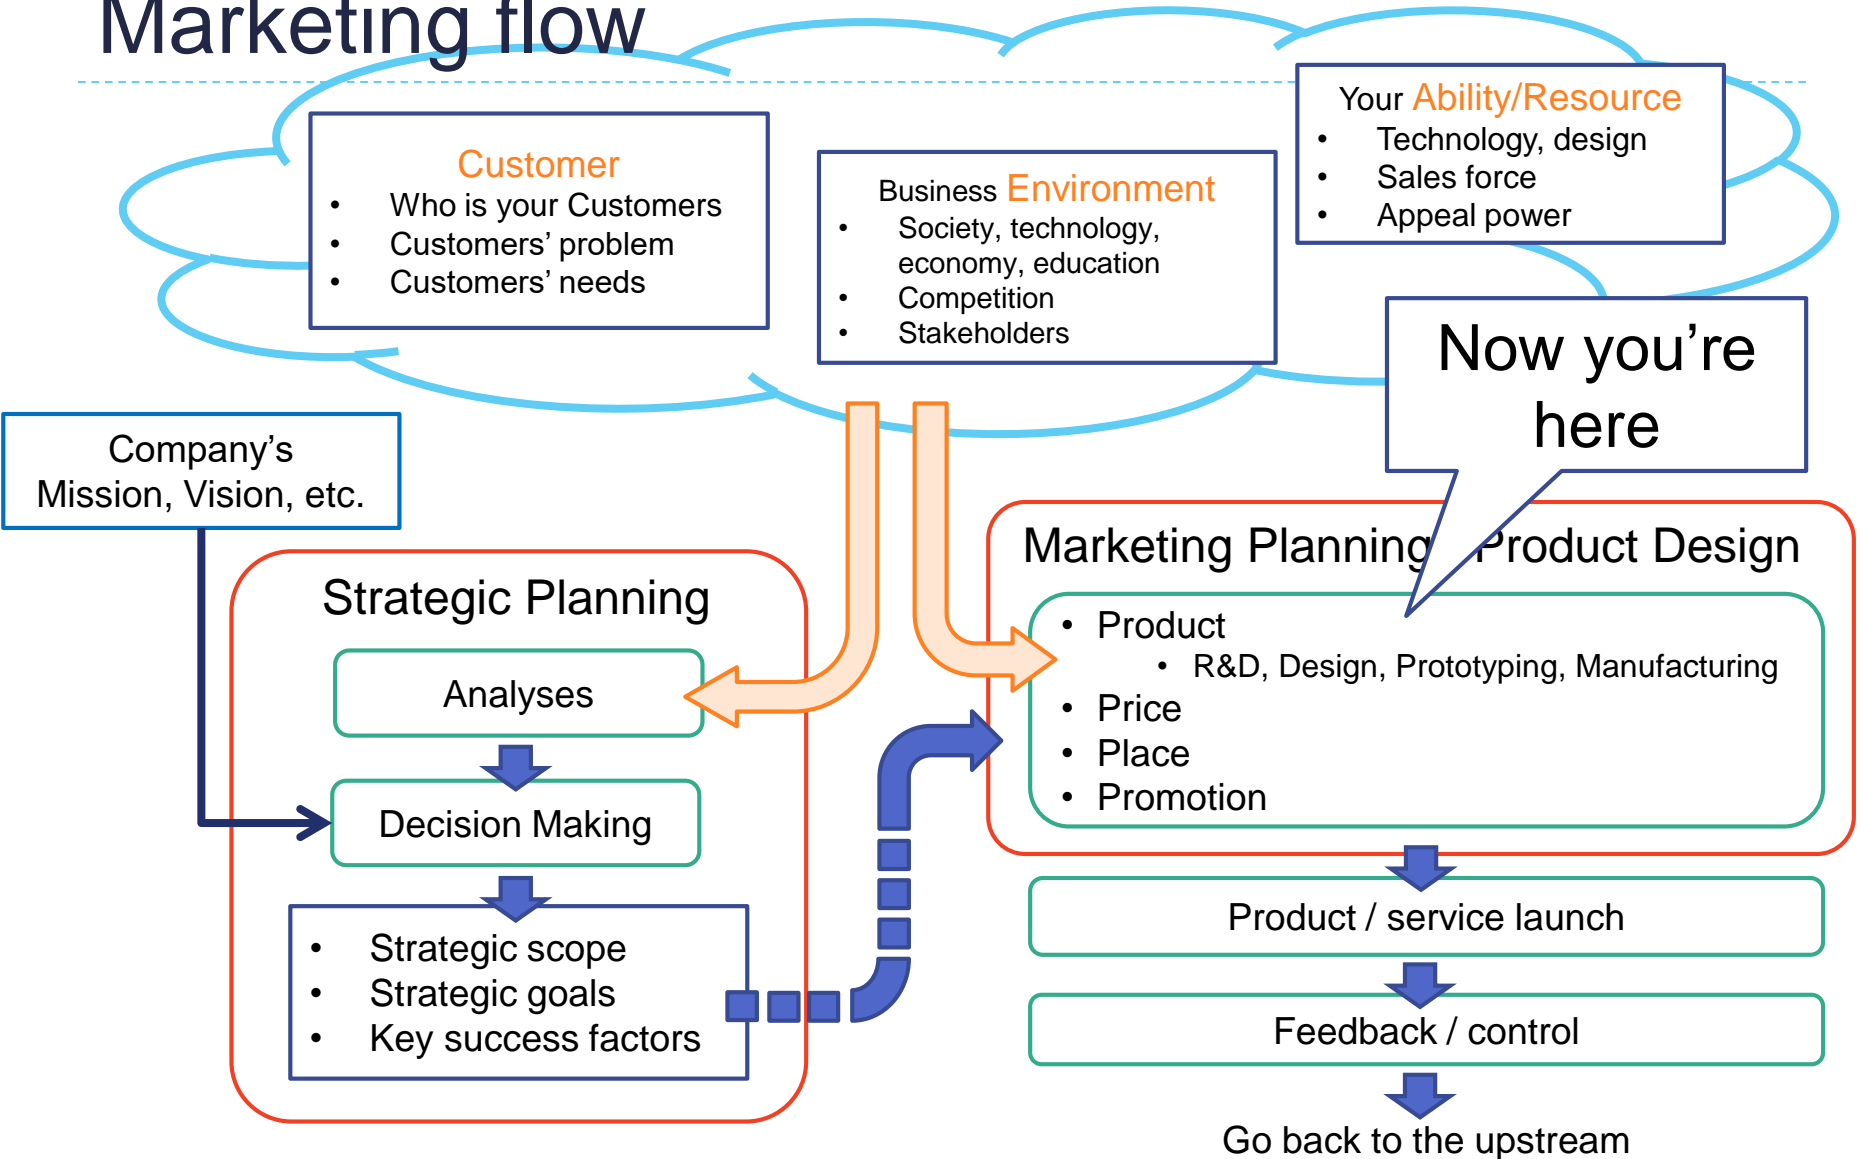 Marketing flow
Customer
• Who is your Customers
• Customers’ problem
• Customers’ needs
Business Environment
• Society, technology,
economy, education
• Competition
• Stakeholders
Your Ability/Resource
• Technology, design
• Sales force
• Appeal power
Now you’re
here
Company’s
Mission, Vision, etc.
Strategic Planning
Analyses
Decision Making
• Strategic scope
• Strategic goals
• Key success factors
Marketing Planning Product Design
• Product
• R&D, Design, Prototyping, Manufacturing
• Price
• Place
• Promotion
Product / service launch
Feedback / control
Go back to the upstream